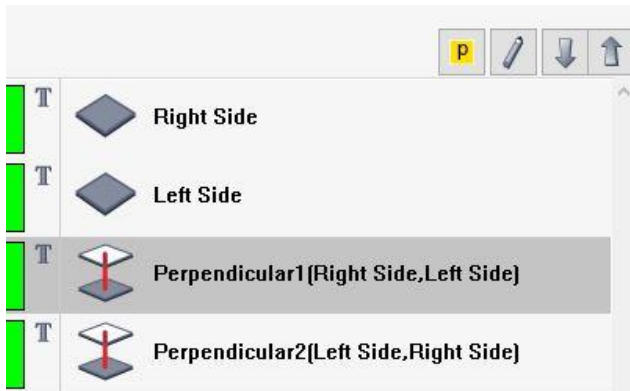 p
T
Right Side
T
Left Side
T
Perpendicular1(Right Side,Left Side)
T
Perpendicular2(Left Side,Right Side)